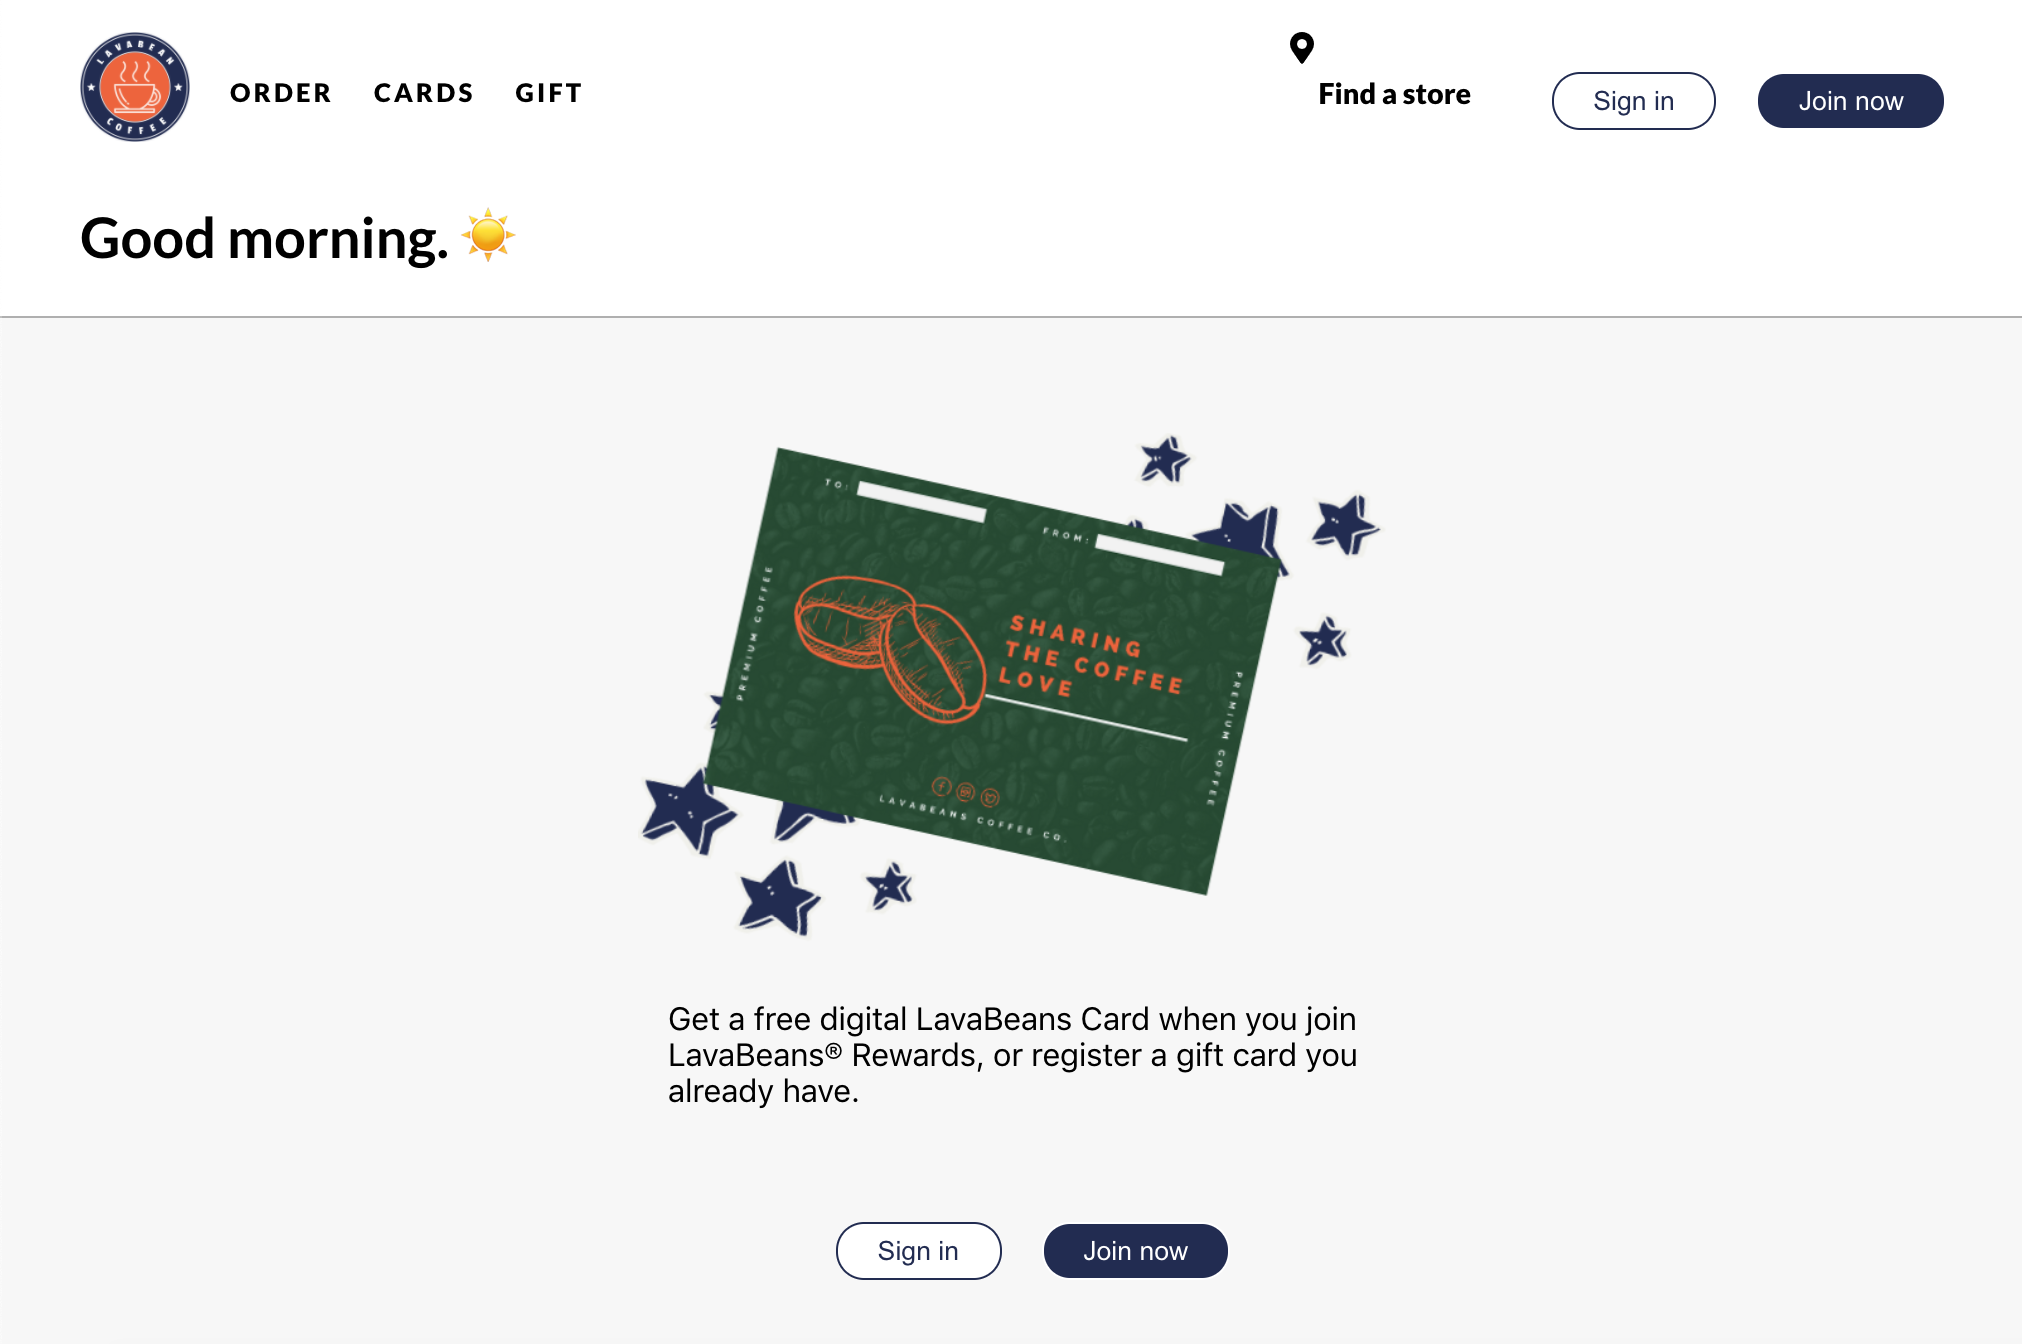 LAVABEAN
COFFEE
ORDER CARDS GIFT
Find a store
Sign in
Join now
Good morning. ☀️
TO:
FROM:
PREMIUM COFFEE
SHARING
THE COFFEE
LOVE
PREMIUM COFFEE
LAVABEANS COFFEE CO.
Get a free digital LavaBeans Card when you join
LavaBeans® Rewards, or register a gift card you
already have.
Sign in
Join now